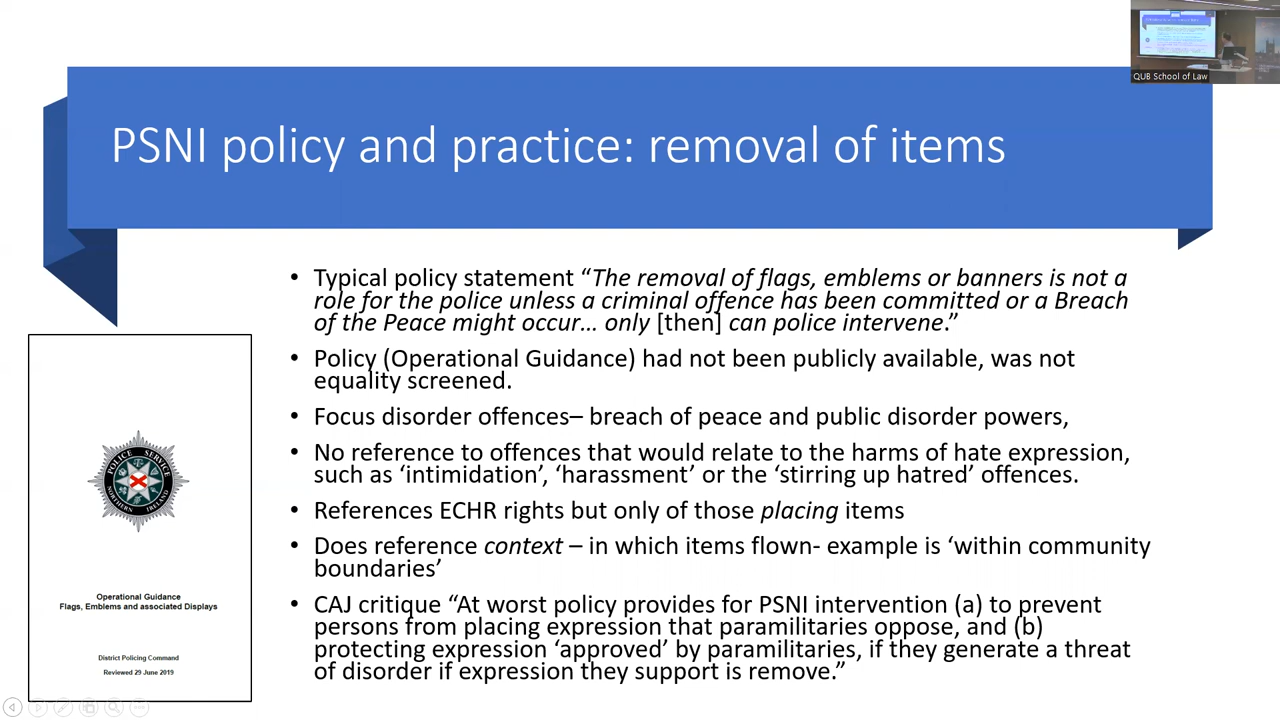 QUB School of Law
PSNI policy and practice: removal of items
• Typical policy statement “The removal of flags, emblems or banners is not a
role for the police unless a criminal offence has been committed or a Breach
of the Peace might occur… only [then] can police intervene.”
• Policy (Operational Guidance) had not been publicly available, was not
equality screened.
• Focus disorder offences– breach of peace and public disorder powers,
• No reference to offences that would relate to the harms of hate expression,
such as ‘intimidation’, ‘harassment’ or the ‘stirring up hatred’ offences.
• References ECHR rights but only of those placing items
• Does reference context – in which items flown- example is ‘within community
boundaries’
• CAJ critique “At worst policy provides for PSNI intervention (a) to prevent
persons from placing expression that paramilitaries oppose, and (b)
protecting expression ‘approved’ by paramilitaries, if they generate a threat
of disorder if expression they support is remove.”
POLICE SERVICE
NORTHERN IRELAND
Operational Guidance
Flags, Emblems and associated Displays
District Policing Command
Reviewed 29 June 2019